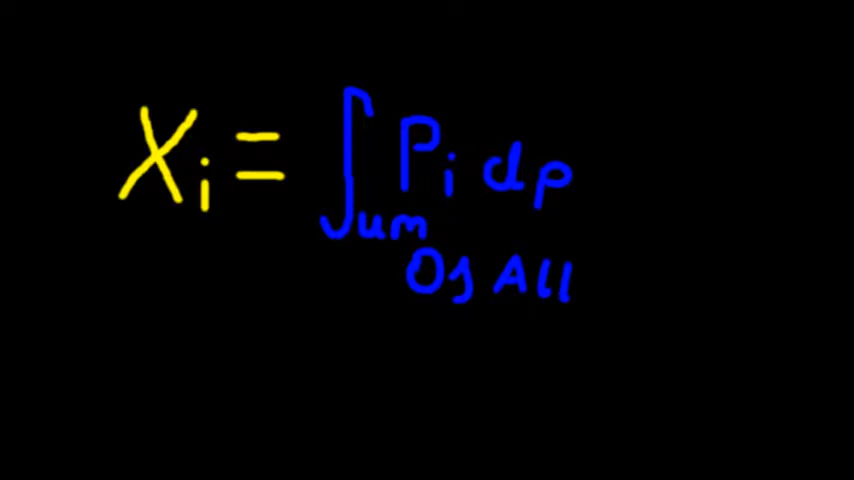 Xi = ∫ Pi dp
um
Of All